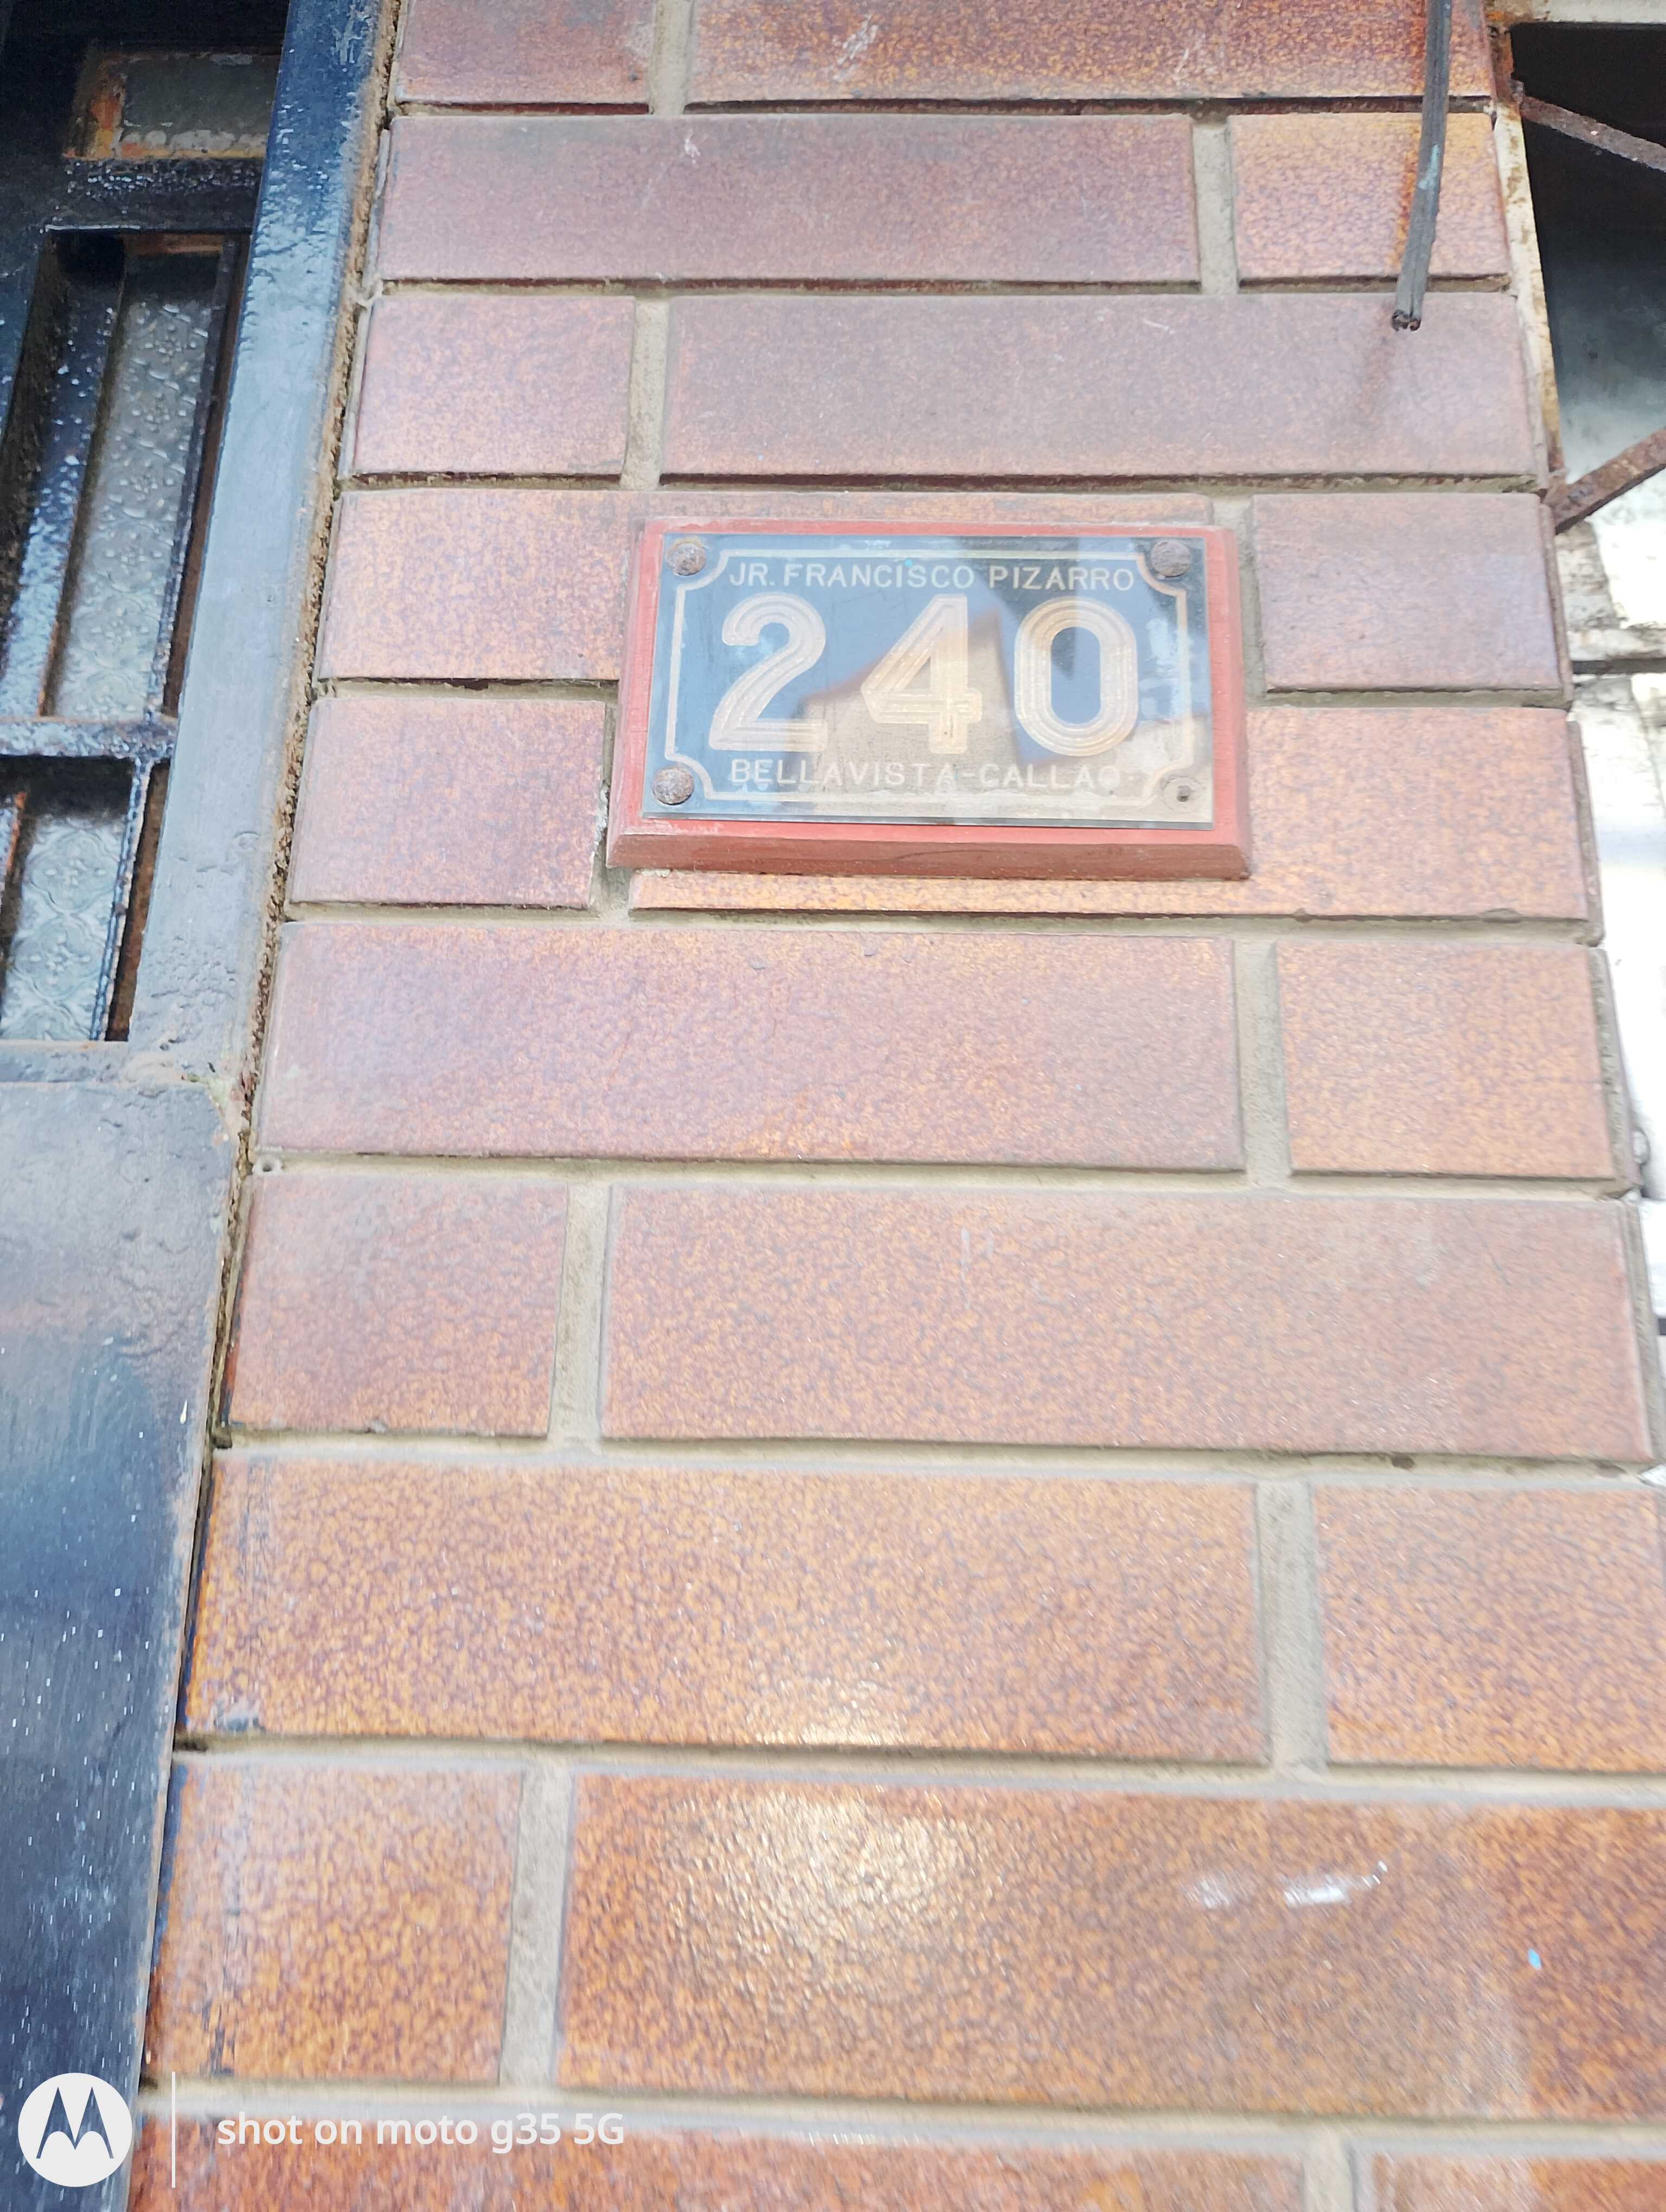 JR. FRANCISCO PIZARRO
240
BELLAVISTA-CALLAO
shot on moto g35 5G